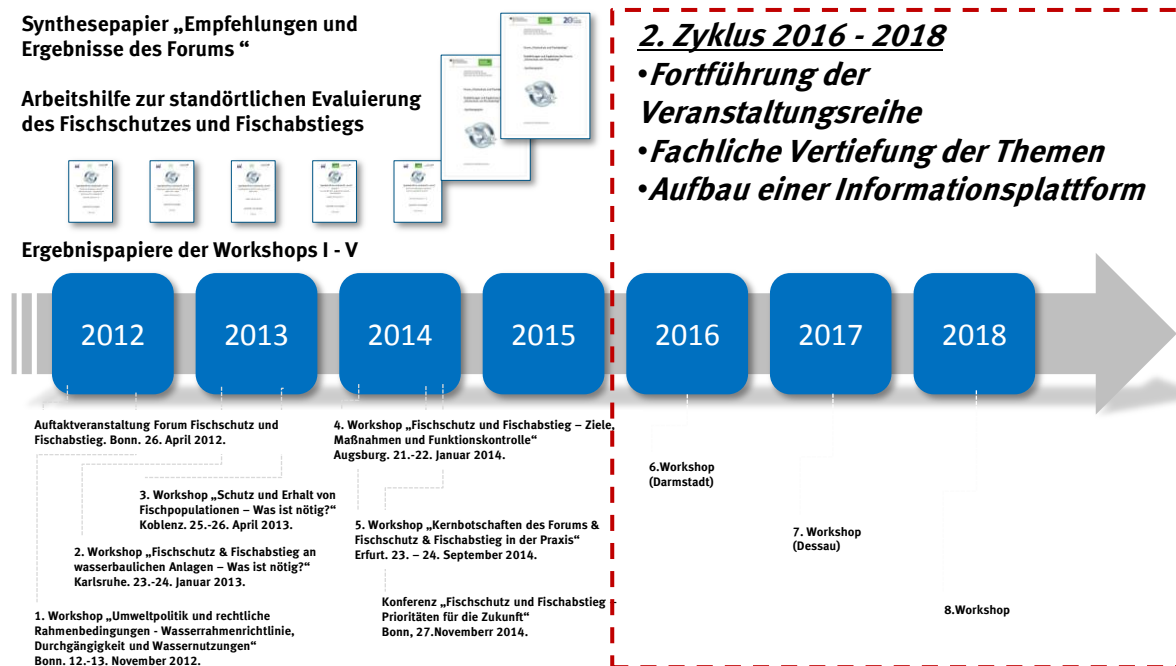 Synthesepapier „Empfehlungen und
Ergebnisse des Forums “
Arbeitshilfe zur standörtlichen Evaluierung
des Fischschutzes und Fischabstiegs
Ergebnispapiere der Workshops I - V
2. Zyklus 2016 - 2018
•Fortführung der
Veranstaltungsreihe
•Fachliche Vertiefung der Themen
•Aufbau einer Informationsplattform
2012
2013
2014
2015
2016
2017
2018
Auftaktveranstaltung Forum Fischschutz und
Fischabstieg. Bonn. 26. April 2012.
3. Workshop „Schutz und Erhalt von
Fischpopulationen – Was ist nötig?“
Koblenz. 25.-26. April 2013.
2. Workshop „Fischschutz & Fischabstieg an
wasserbaulichen Anlagen – Was ist nötig?“
Karlsruhe. 23.-24. Januar 2013.
1. Workshop „Umweltpolitik und rechtliche
Rahmenbedingungen - Wasserrahmenrichtlinie,
Durchgängigkeit und Wassernutzungen“
Bonn. 12.-13. November 2012.
4. Workshop „Fischschutz und Fischabstieg – Ziele,
Maßnahmen und Funktionskontrolle“
Augsburg. 21.-22. Januar 2014.
5. Workshop „Kernbotschaften des Forums &
Fischschutz & Fischabstieg in der Praxis“
Erfurt. 23. – 24. September 2014.
Konferenz „Fischschutz und Fischabstieg –
Prioritäten für die Zukunft“
Bonn, 27.Novemberr 2014.
6.Workshop
(Darmstadt)
7. Workshop
(Dessau)
8.Workshop